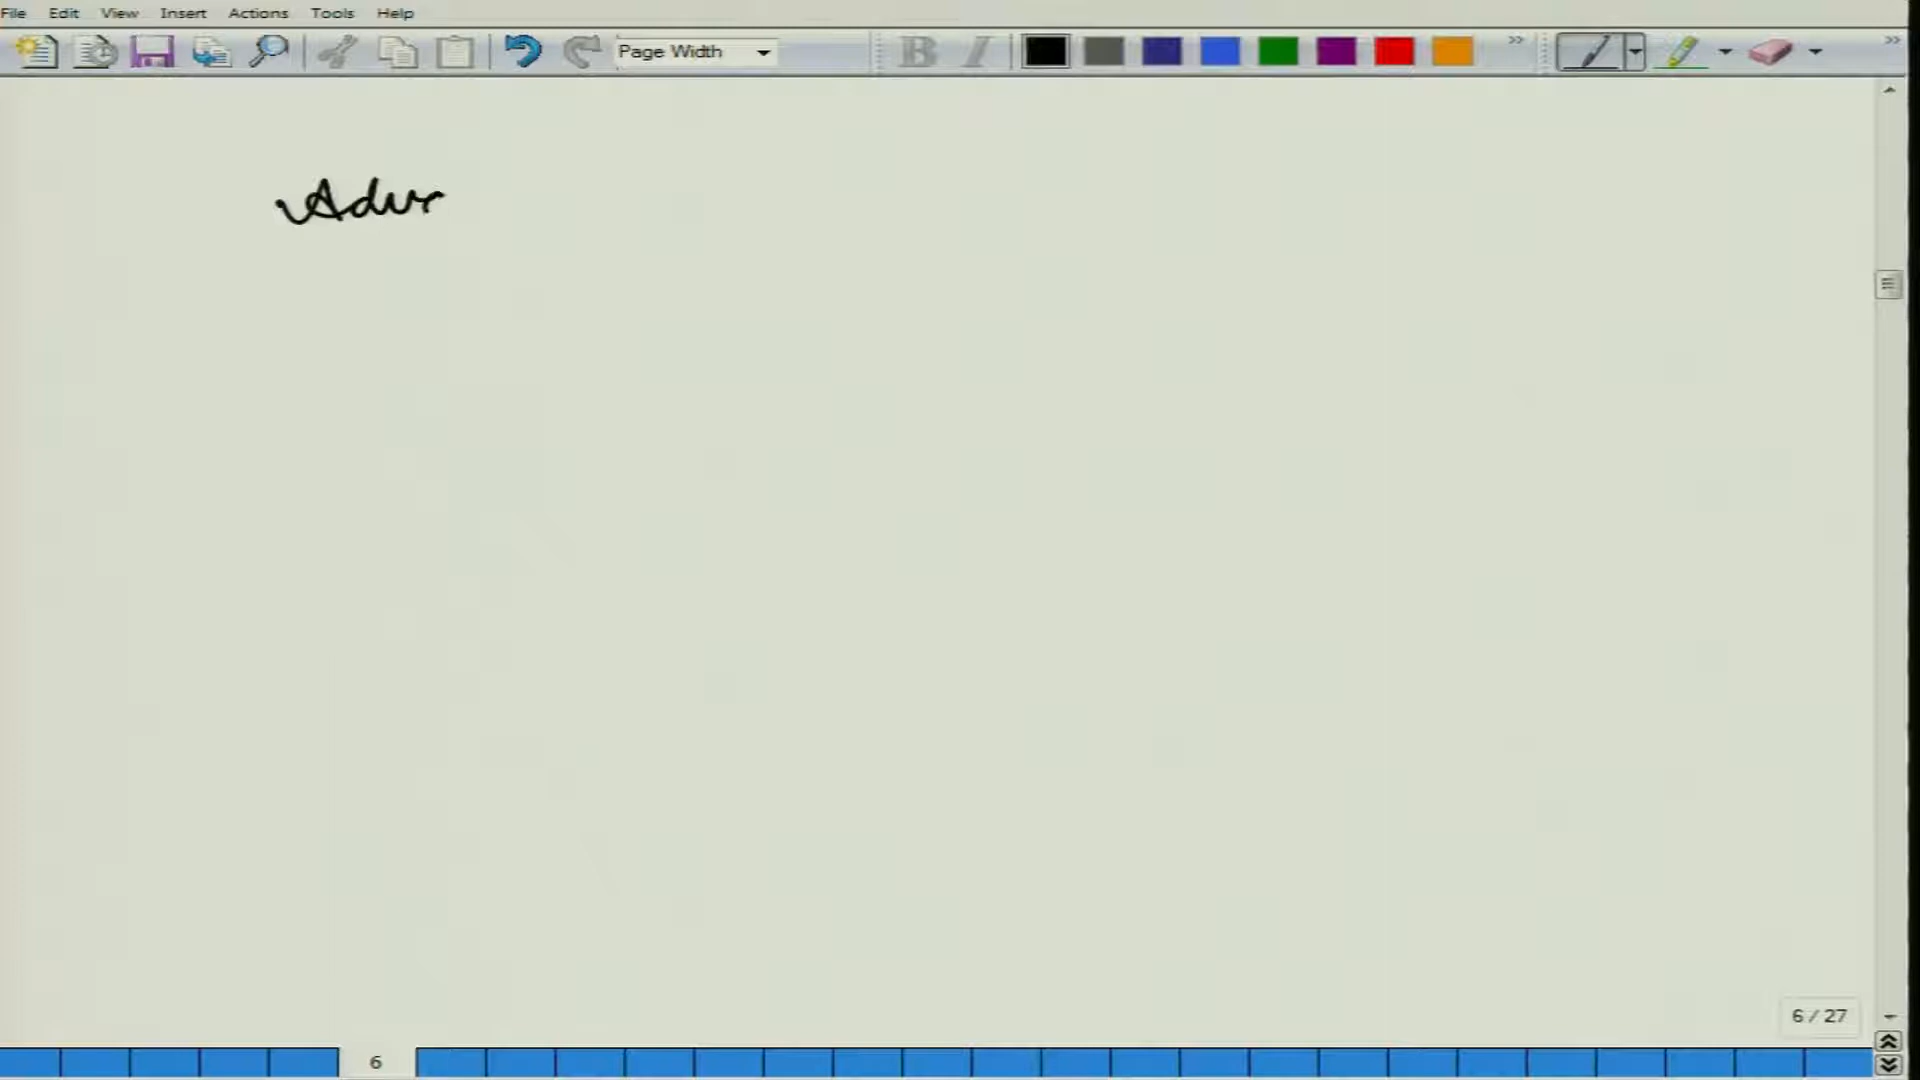 File Edit View Insert Actions Tools Help
Page Width B I
Adv
6 / 27
6